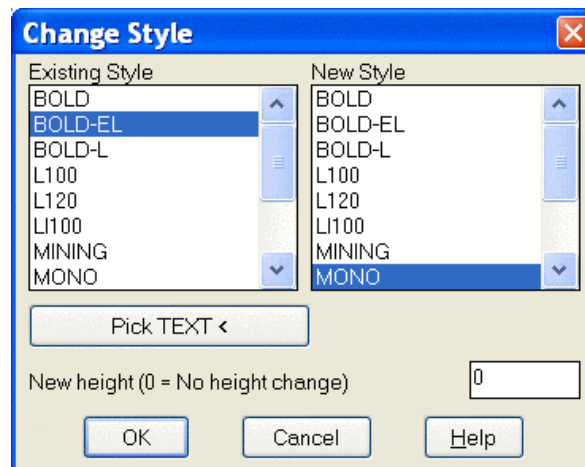 Change Style
Existing Style
BOLD
BOLD-EL
BOLD-L
L100
L120
LI100
MINING
MONO
New Style
BOLD
BOLD-EL
BOLD-L
L100
L120
LI100
MINING
MONO
Pick TEXT <
New height (0 = No height change)
0
OK
Cancel
Help